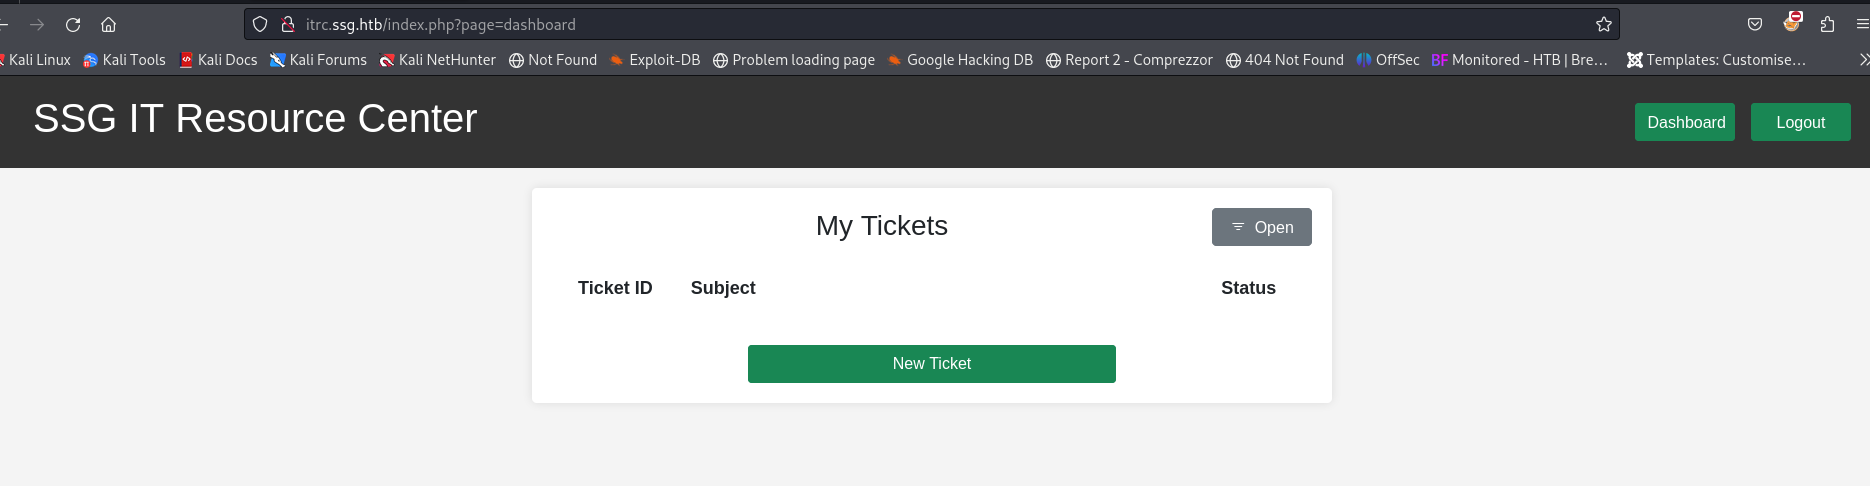 itrc.ssg.htb/index.php?page=dashboard
Kali Linux Kali Tools Kali Docs Kali Forums Kali NetHunter Not Found Exploit-DB Problem loading page Google Hacking DB Report 2 - Comprezzor 404 Not Found OffSec BF Monitored - HTB | Bre… Templates: Customise…
SSG IT Resource Center
Dashboard Logout
My Tickets Open
Ticket ID Subject Status
New Ticket